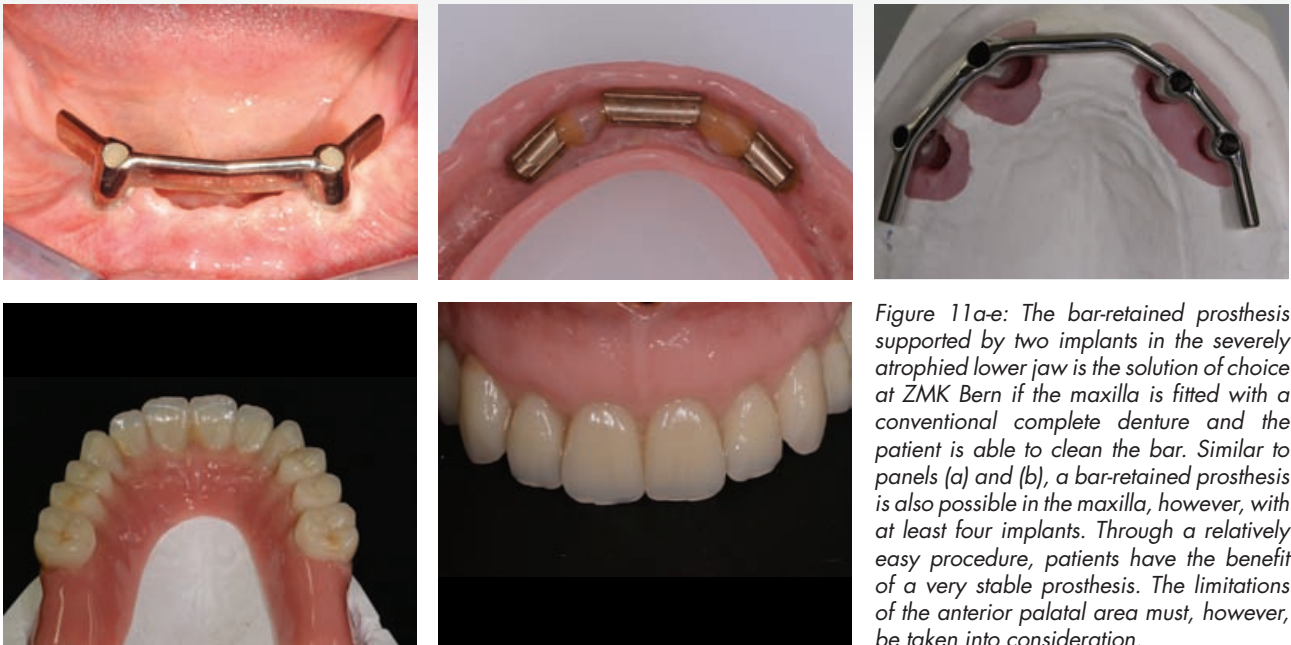 Figure 11a-e: The bar-retained prosthesis
supported by two implants in the severely
atrophied lower jaw is the solution of choice
at ZMK Bern if the maxilla is fitted with a
conventional complete denture and the
patient is able to clean the bar. Similar to
panels (a) and (b), a bar-retained prosthesis
is also possible in the maxilla, however, with
at least four implants. Through a relatively
easy procedure, patients have the benefit
of a very stable prosthesis. The limitations
of the anterior palatal area must, however,
be taken into consideration.